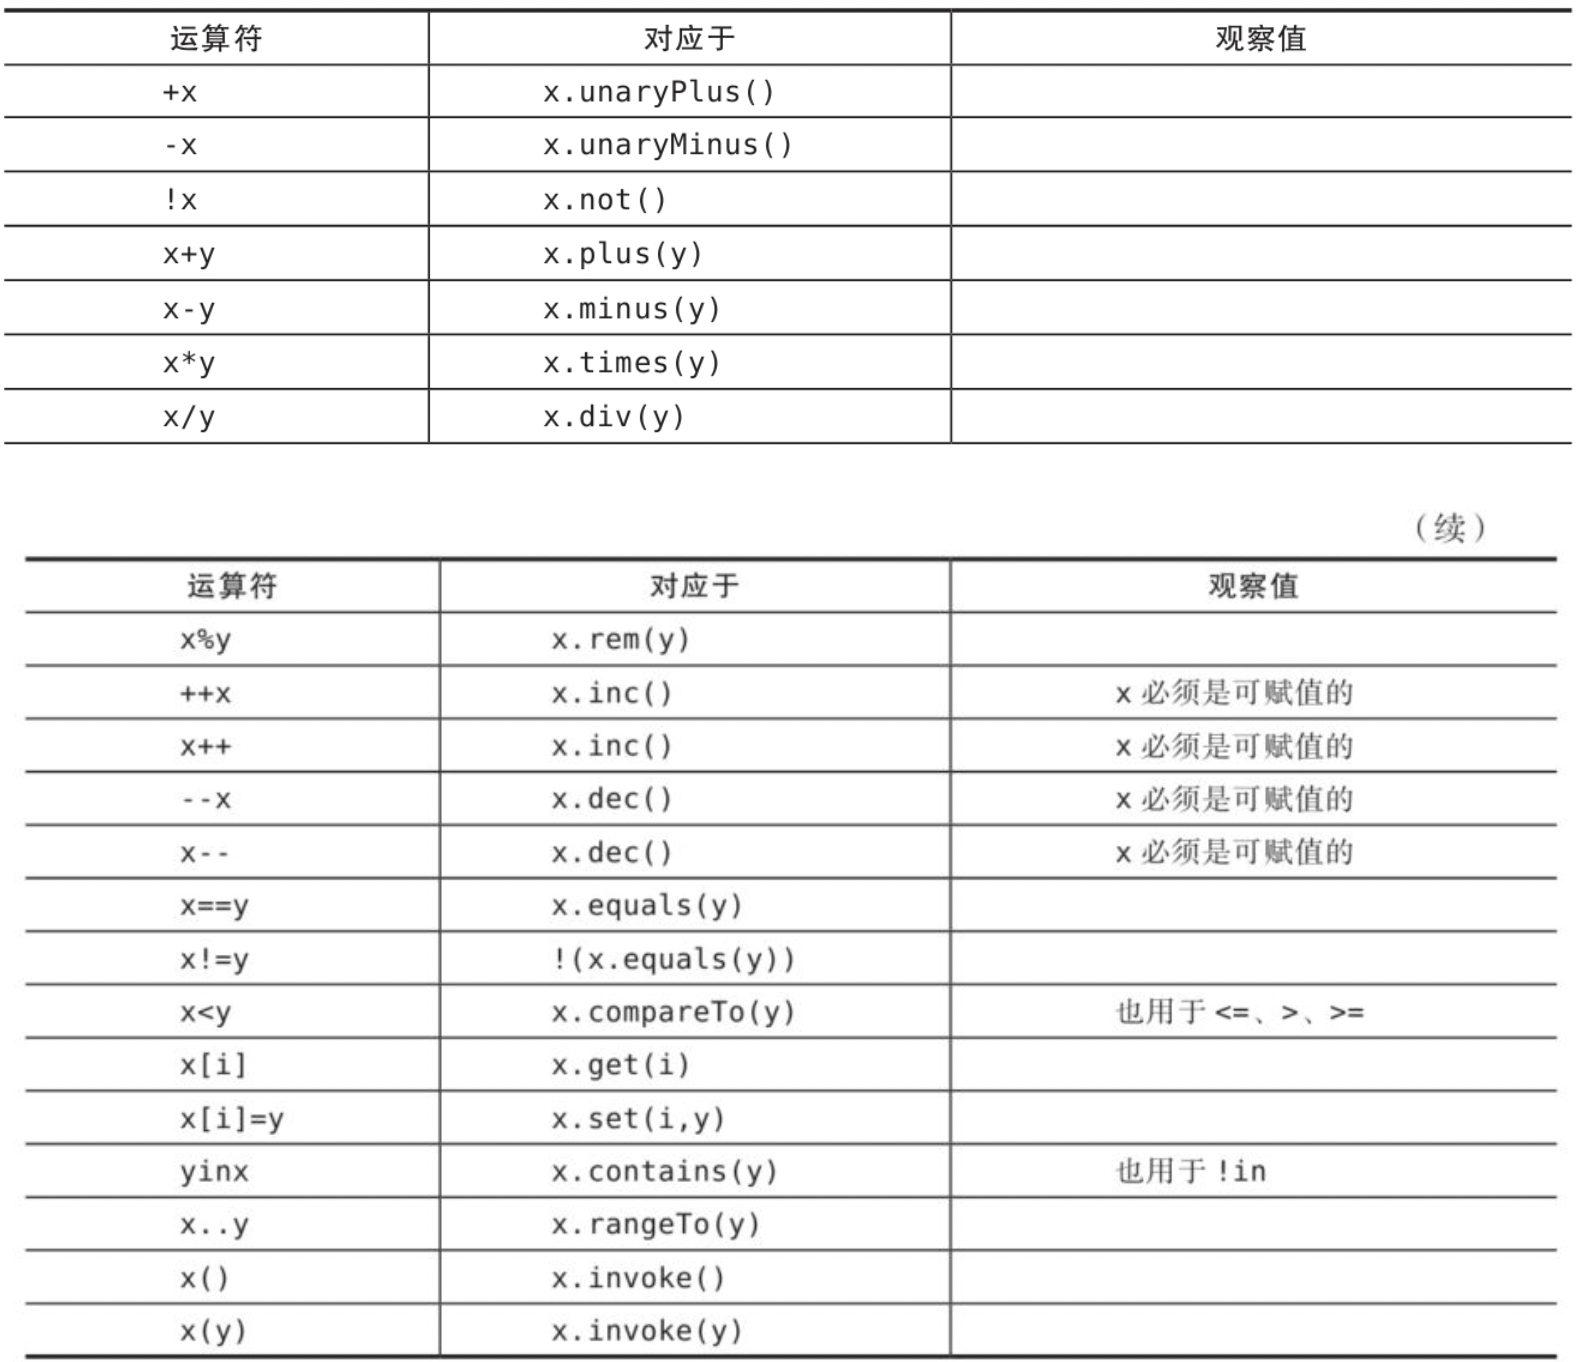 运算符 对应于 观察值
+x x.unaryPlus()
-x x.unaryMinus()
!x x.not()
x+y x.plus(y)
x-y x.minus(y)
x*y x.times(y)
x/y x.div(y)
（续）
运算符 对应于 观察值
x%y x.rem(y)
++x x.inc() x 必须是可赋值的
x++ x.inc() x 必须是可赋值的
--x x.dec() x 必须是可赋值的
x-- x.dec() x 必须是可赋值的
x==y x.equals(y)
x!=y !(x.equals(y))
x<y x.compareTo(y) 也用于 <=、>、>=
x[i] x.get(i)
x[i]=y x.set(i,y)
yinx x.contains(y) 也用于 !in
x..y x.rangeTo(y)
x() x.invoke()
x(y) x.invoke(y)